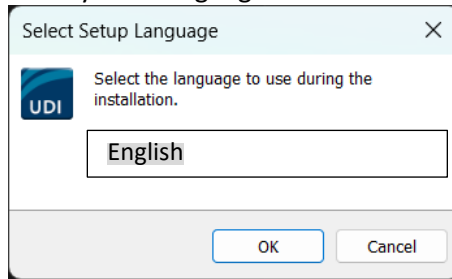 Select Setup Language
Select the language to use during the
installation.
UDI
English
OK
Cancel